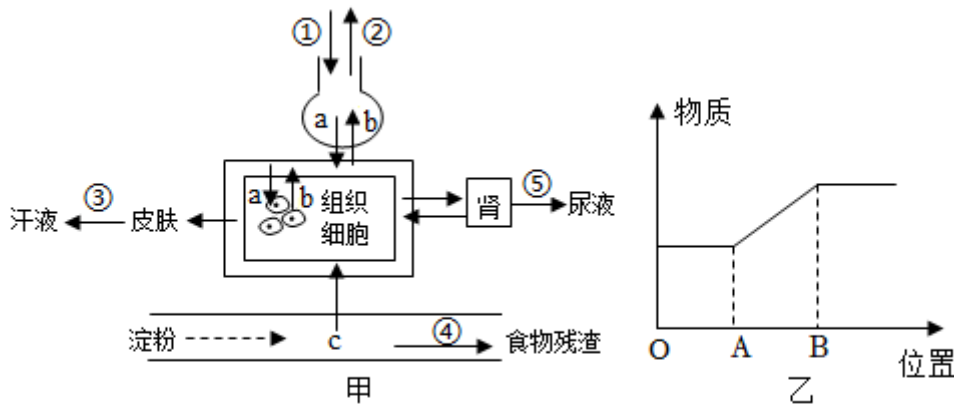 ① ②
a b
a b 组织
细胞
③
汗液 皮肤
肾 ⑤ 尿液
淀粉 c ④ 食物残渣
甲
物质
O A B 位置
乙